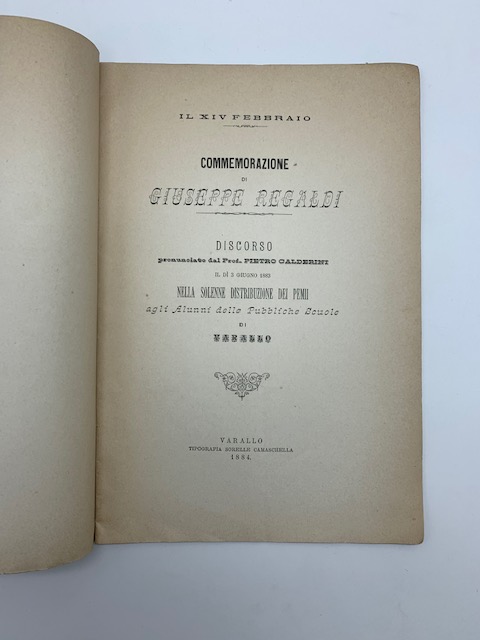 IL XIV FEBBRAIO
COMMEMORAZIONE
DI
GIUSEPPE REGALDI
DISCORSO
pronunciato dal Prof. PIETRO CALDERINI
IL DÌ 3 GIUGNO 1883
NELLA SOLENNE DISTRIBUZIONE DEI PEMII
agli Alunni delle Pubbliche Scuole
DI
VARALLO
VARALLO
TIPOGRAFIA SORELLE CAMASCHELLA
1884.